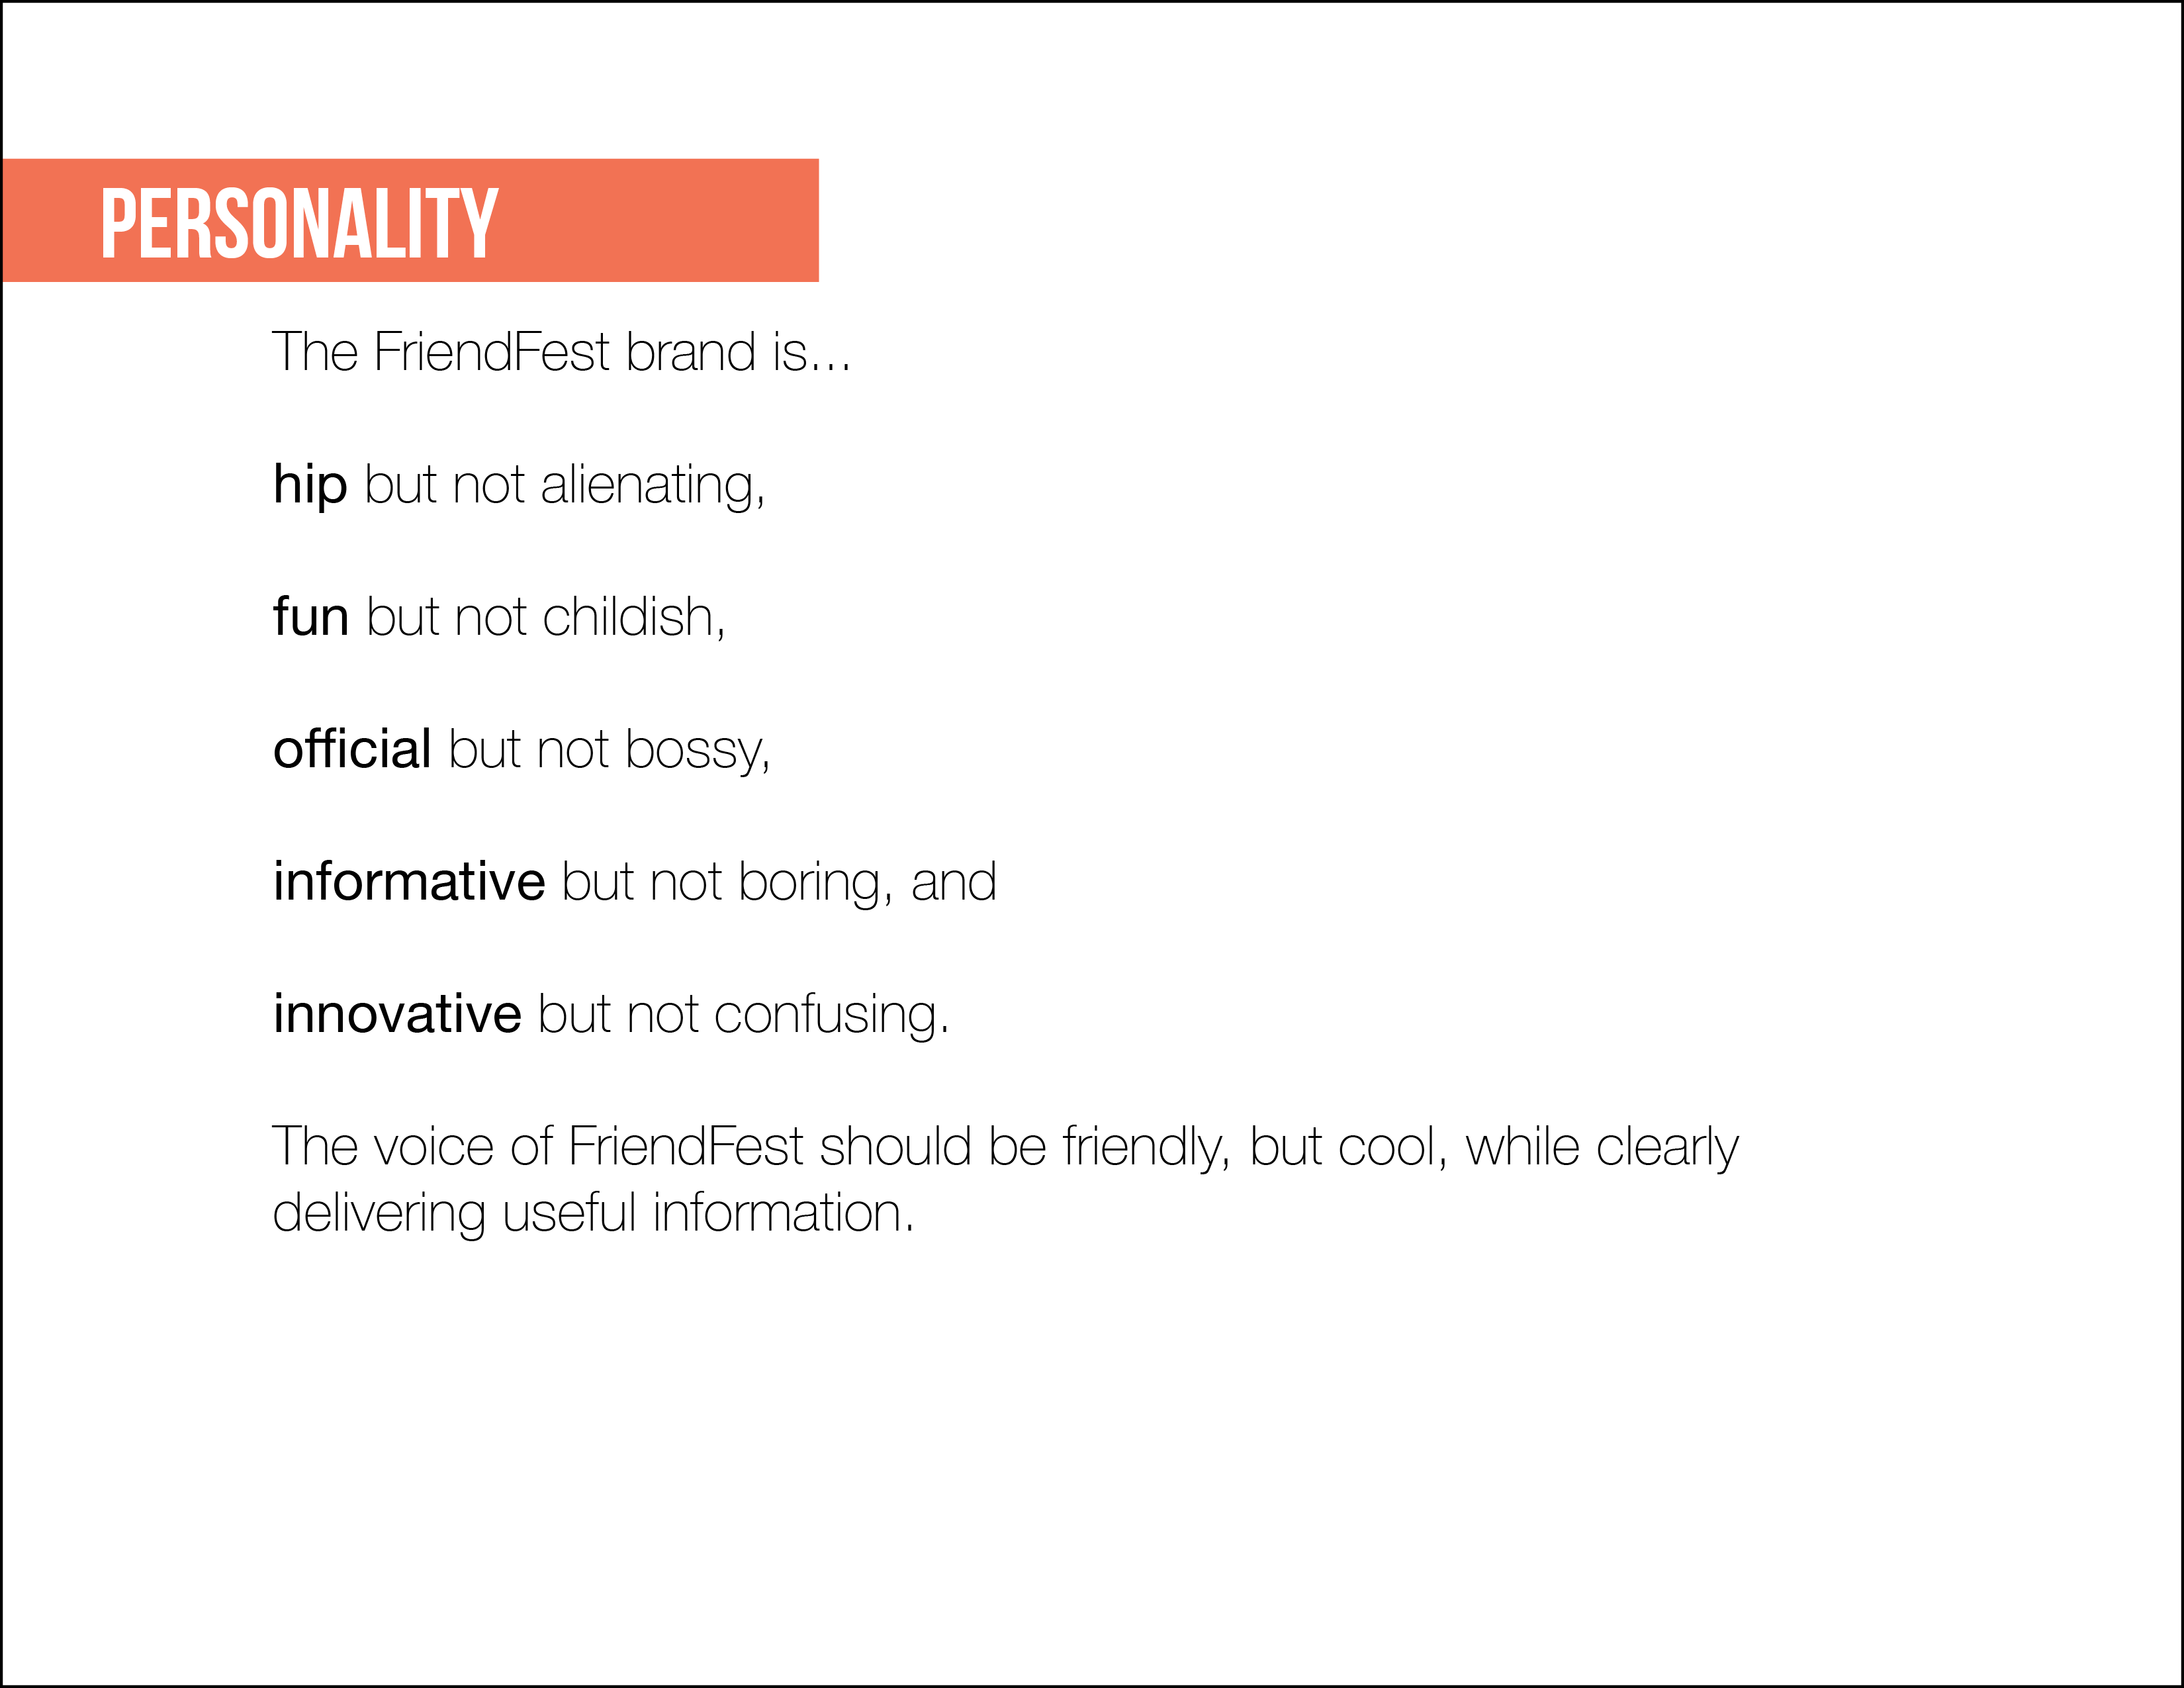 PERSONALITY
The FriendFest brand is...
hip but not alienating,
fun but not childish,
official but not bossy,
informative but not boring, and
innovative but not confusing.
The voice of FriendFest should be friendly, but cool, while clearly
delivering useful information.